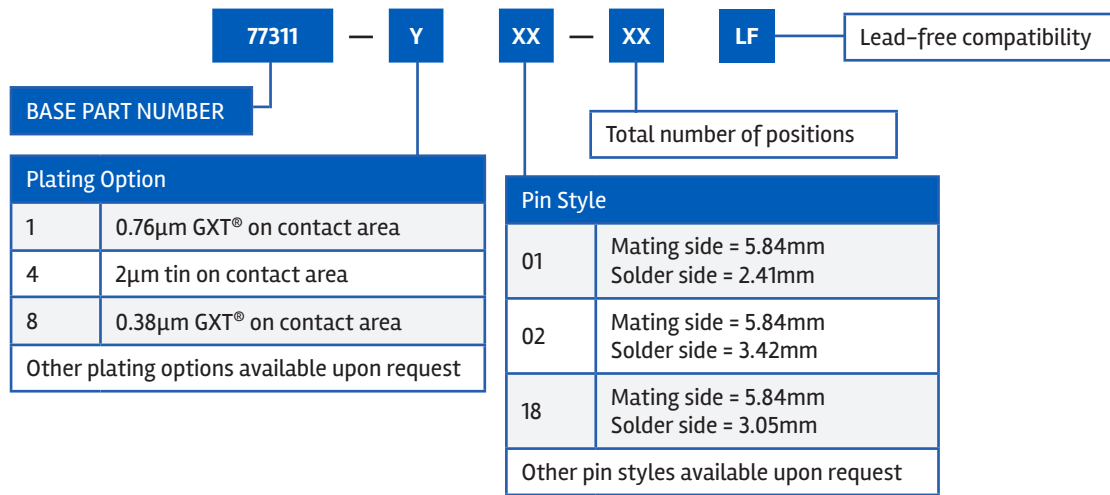 77311 — Y XX — XX LF Lead-free compatibility
BASE PART NUMBER
Total number of positions
Plating Option
1 0.76µm GXT® on contact area
4 2µm tin on contact area
8 0.38µm GXT® on contact area
Other plating options available upon request
Pin Style
01 Mating side = 5.84mm
Solder side = 2.41mm
02 Mating side = 5.84mm
Solder side = 3.42mm
18 Mating side = 5.84mm
Solder side = 3.05mm
Other pin styles available upon request